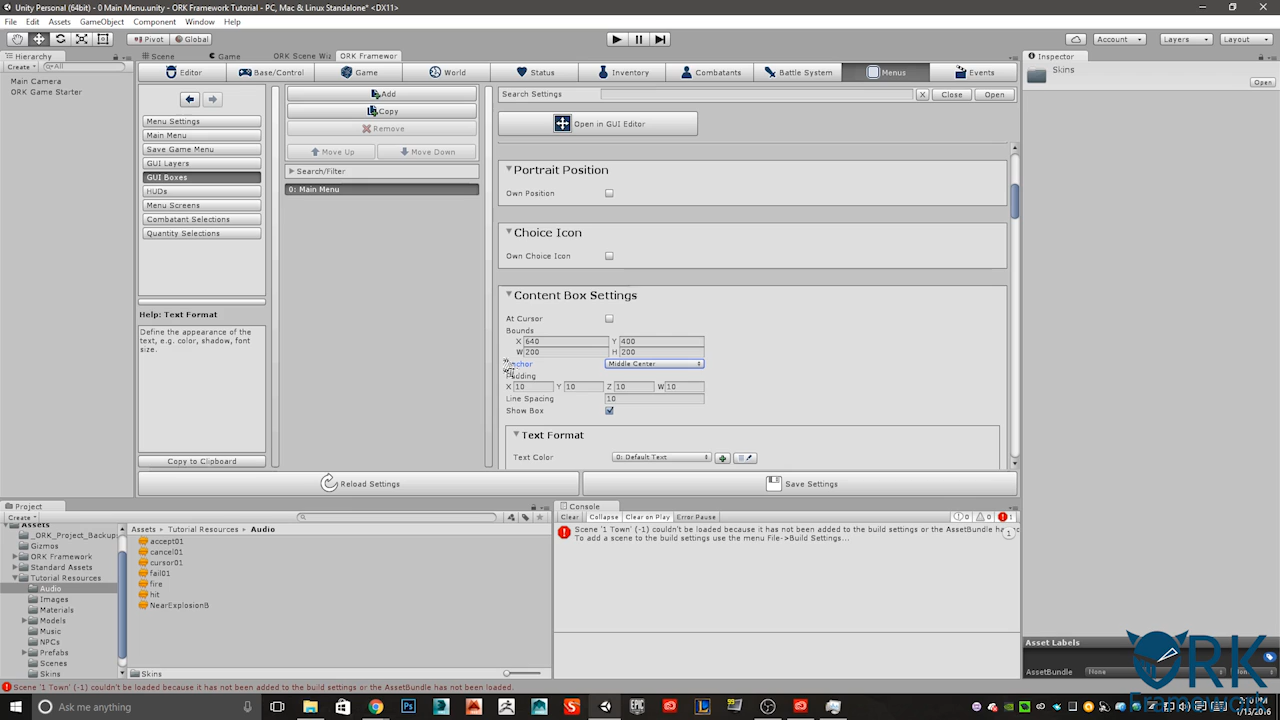 Unity Personal (64bit) - 0 Main Menu.unity - ORK Framework Tutorial - PC, Mac & Linux Standalone* <DX11>
File Edit Assets GameObject Component Window Help
Pivot Global Account Layers Layout
Hierarchy Scene Game ORK Scene Wiz ORK Framewor Inspector
Create All
Main Camera
ORK Game Starter
Editor Base/Control Game World Status Inventory Combatants Battle System Menus Events
Skins
Open
Menu Settings
Main Menu
Save Game Menu
GUI Layers
GUI Boxes
HUDs
Menu Screens
Combatant Selections
Quantity Selections
Help: Text Format
Define the appearance of the
text, e.g. color, shadow, font
size.
Copy to Clipboard
Add
Copy
Remove
Move Up Move Down
Search/Filter
0: Main Menu
Search Settings X Close Open
Open in GUI Editor
Portrait Position
Own Position
Choice Icon
Own Choice Icon
Content Box Settings
At Cursor
Bounds
X 640 Y 400
W 200 H 200
Middle Center
Padding
X 10 Y 10 Z 10 W 10
Line Spacing 10
Show Box
Text Format
Text Color 0: Default Text
Reload Settings Save Settings
Project
Create
Assets
_ORK_Project_Backup
Gizmos
ORK Framework
Standard Assets
Tutorial Resources
Audio
Images
Materials
Models
Music
NPCs
Prefabs
Scenes
Skins
Assets Tutorial Resources Audio
accept01
cancel01
cursor01
fail01
fire
hit
NearExplosionB
Skins
Console
Clear Collapse Clear on Play Error Pause 0 0 1
Scene '1 Town' (-1) couldn't be loaded because it has not been added to the build settings or the AssetBundle has
To add a scene to the build settings use the menu File->Build Settings...
1
Asset Labels
AssetBundle None
Scene '1 Town' (-1) couldn't be loaded because it has not been added to the build settings or the AssetBundle has not been loaded.
Ask me anything
ORK